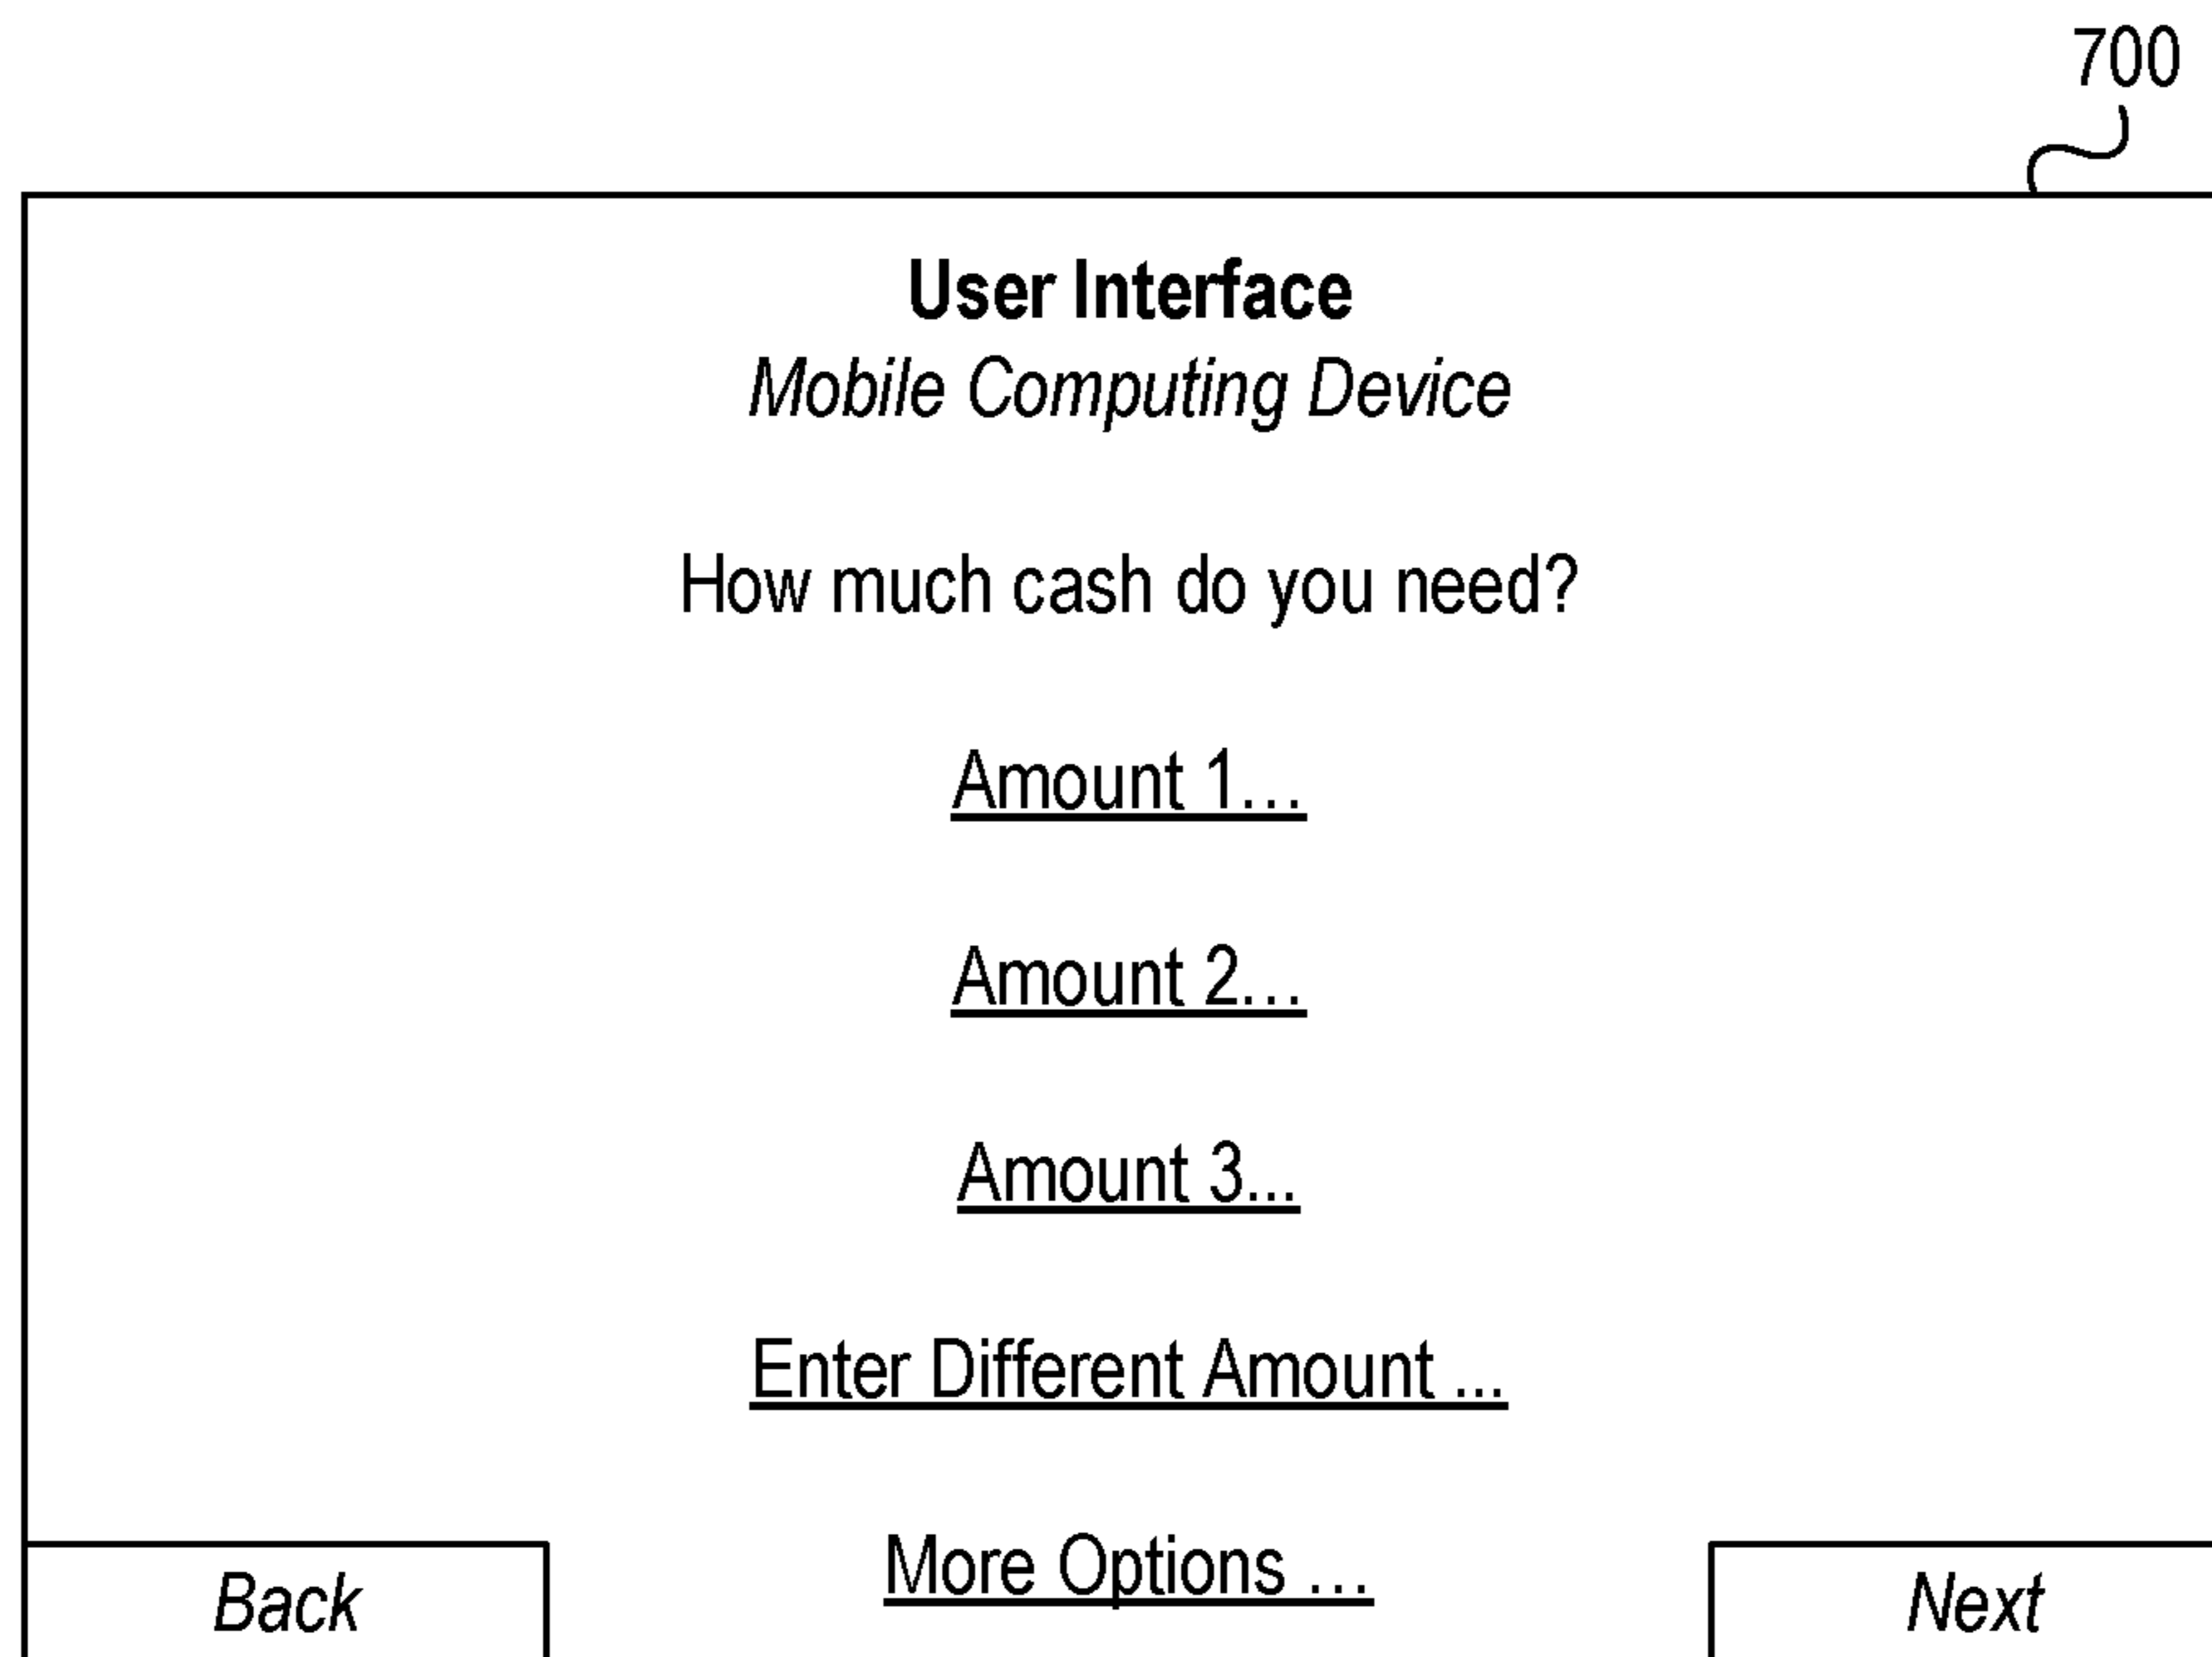 700
User Interface
Mobile Computing Device
How much cash do you need?
Amount 1...
Amount 2...
Amount 3...
Enter Different Amount ...
More Options ...
Back
Next